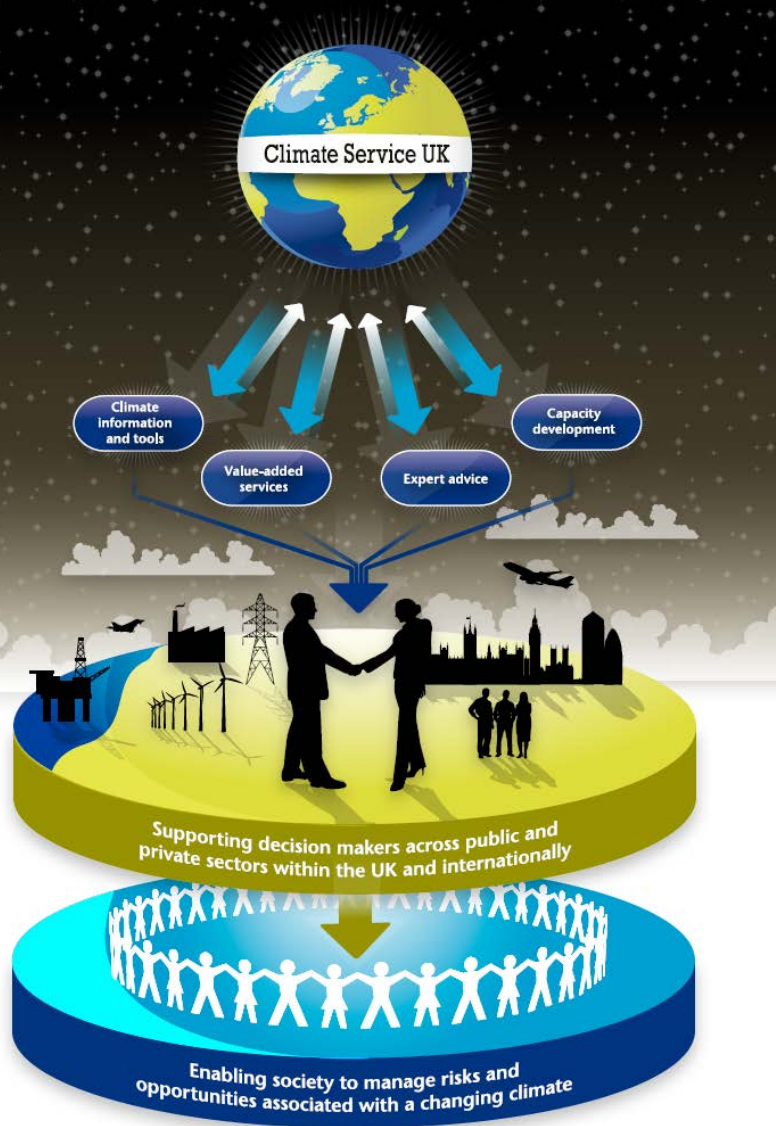 Climate Service UK
Climate
information
and tools
Capacity
development
Value-added
services
Expert advice
Supporting decision makers across public and
private sectors within the UK and internationally
Enabling society to manage risks and
opportunities associated with a changing climate